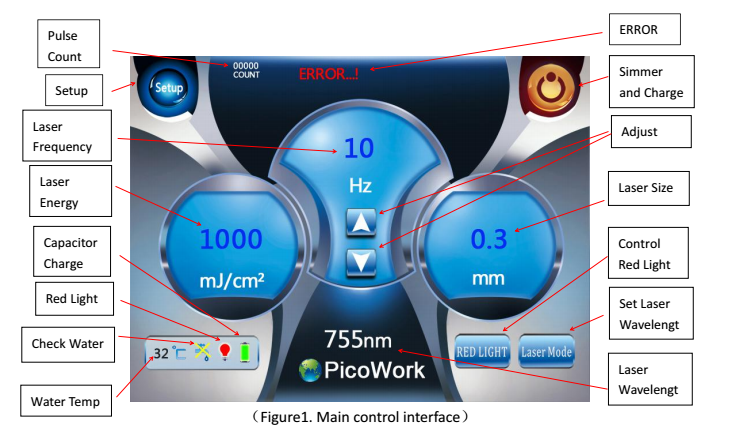 Pulse
Count
Setup
Laser
Frequency
Laser
Energy
Capacitor
Charge
Red Light
Check Water
Water Temp
00000
COUNT
ERROR...!
Setup
10
Hz
1000
mJ/cm²
0.3
mm
32 ℃
755nm
PicoWork
RED LIGHT
Laser Mode
ERROR
Simmer
and Charge
Adjust
Laser Size
Control
Red Light
Set Laser
Wavelengt
Laser
Wavelengt
（Figure1. Main control interface）